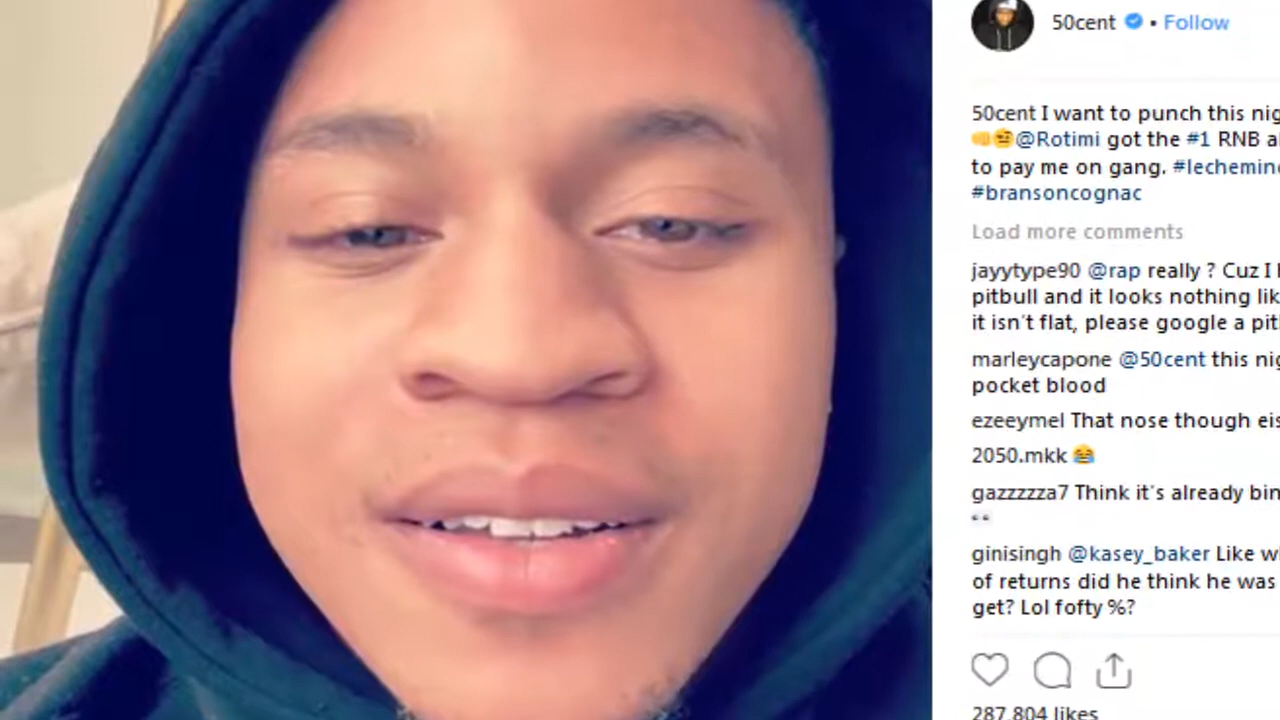 50cent • Follow
50cent I want to punch this nig
@Rotimi got the #1 RNB a
to pay me on gang. #lechemin
#bransoncognac
Load more comments
jayytype90 @rap really ? Cuz I
pitbull and it looks nothing lik
it isn't flat, please google a pit
marleycapone @50cent this nig
pocket blood
ezeeymel That nose though eis
2050.mkk 😂
gazzzzza7 Think it's already bin
ginisingh @kasey_baker Like w
of returns did he think he was
get? Lol fofty %?
287,804 likes